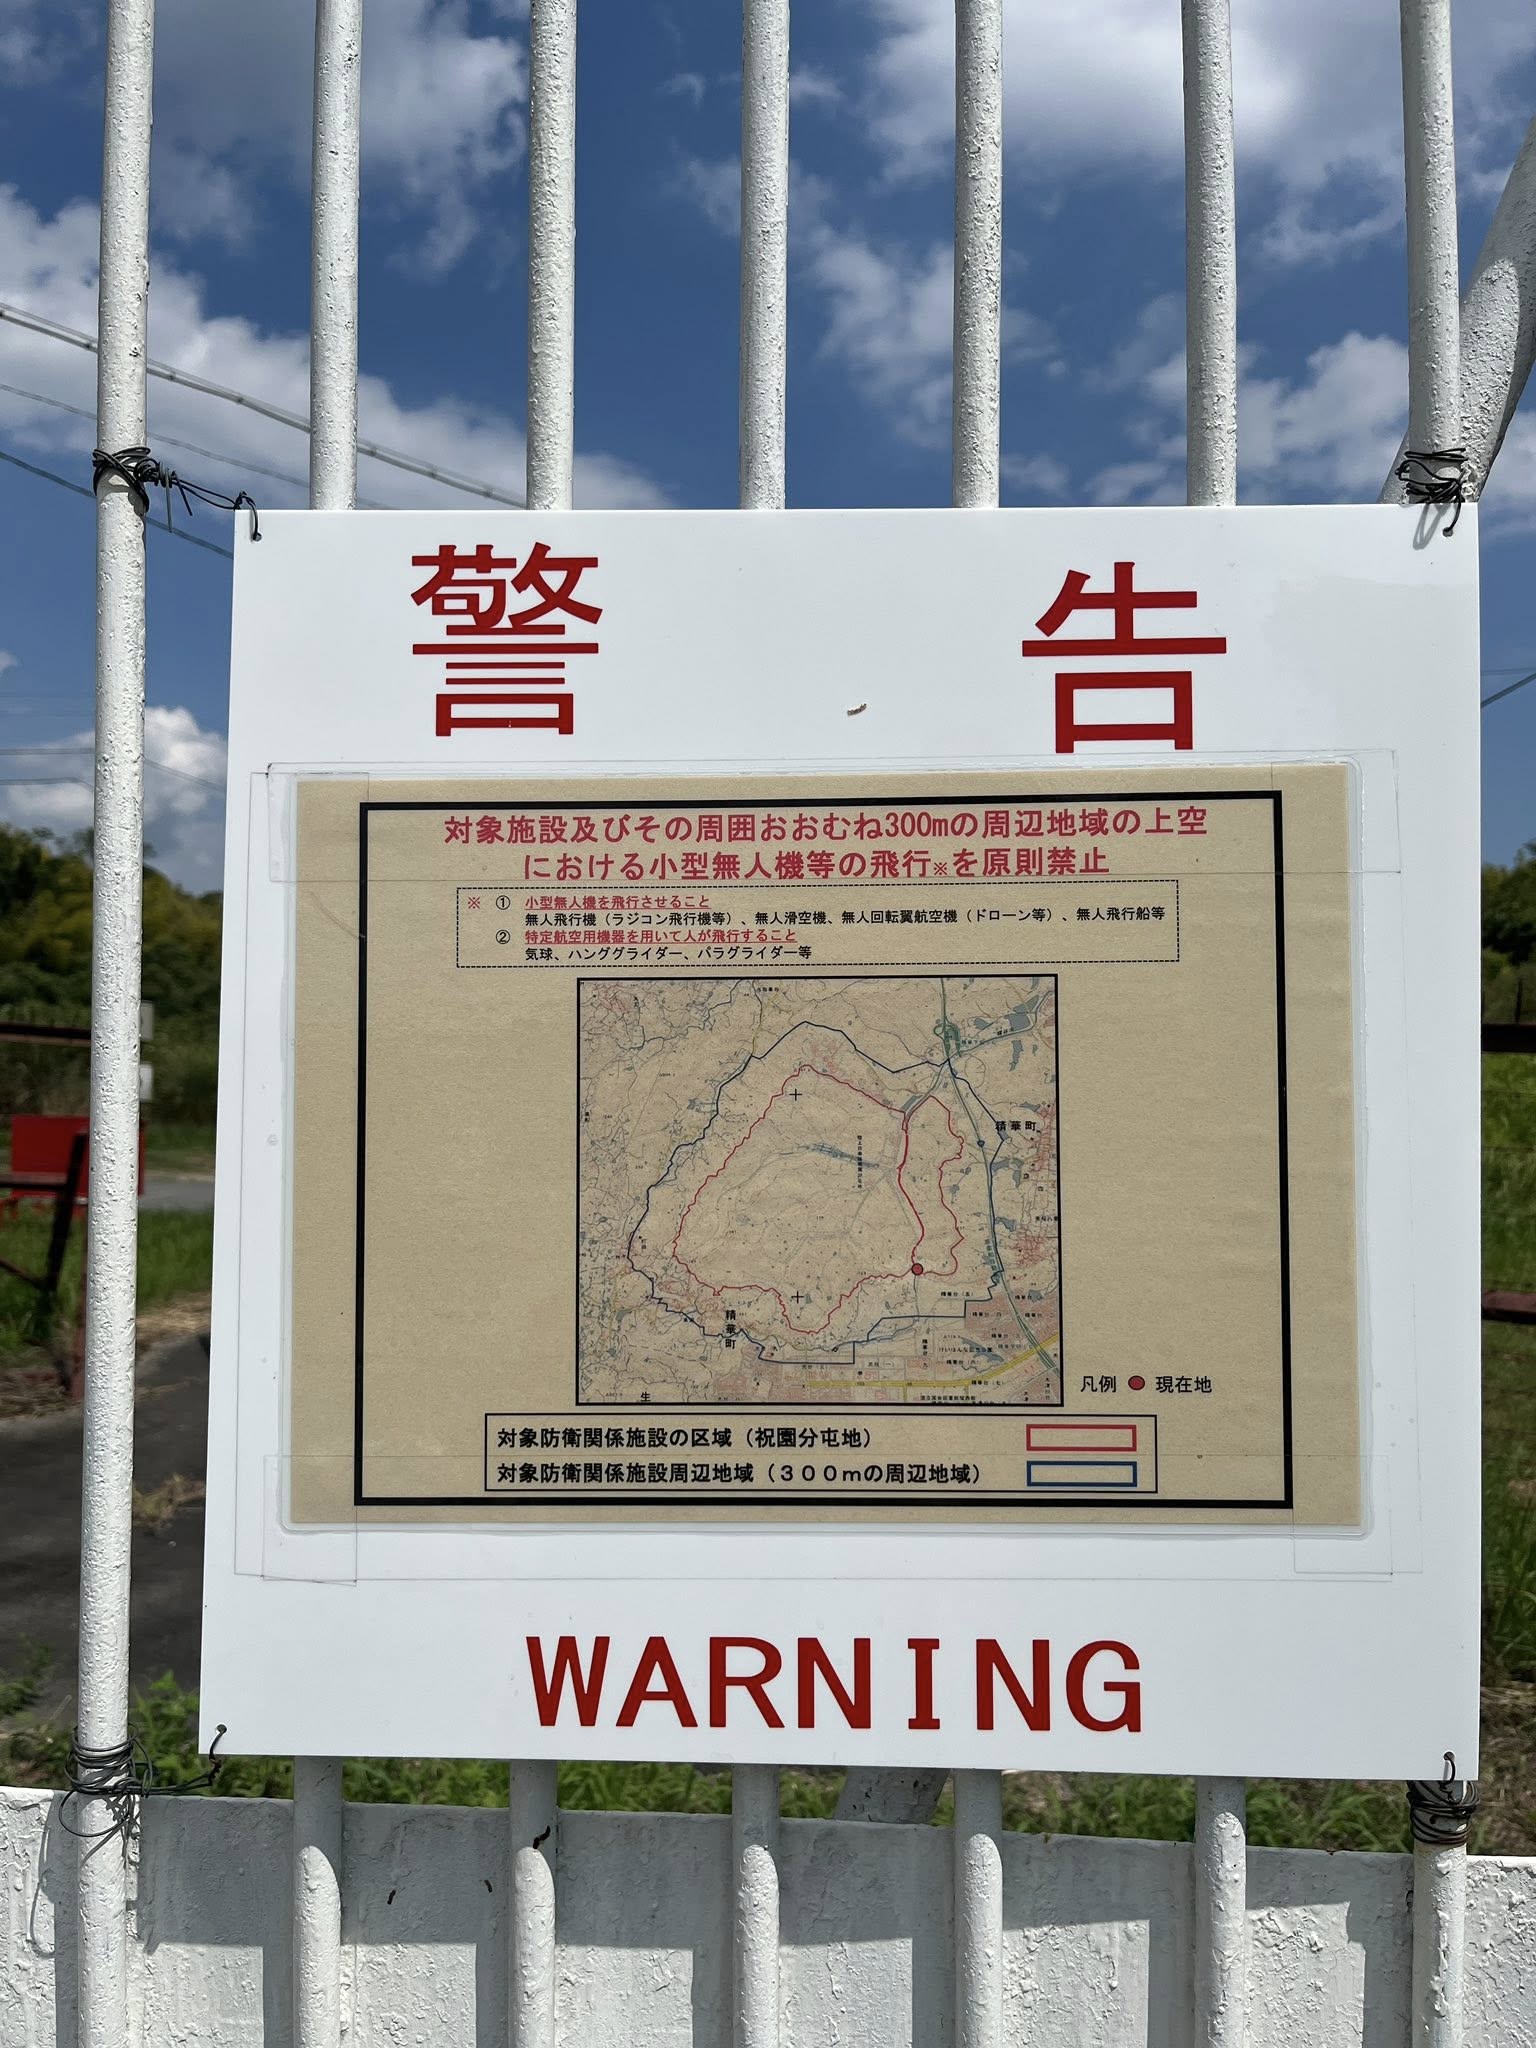 警 告
対象施設及びその周囲おおむね300mの周辺地域の上空
における小型無人機等の飛行※を原則禁止
※ ① 小型無人機を飛行させること
無人飛行機（ラジコン飛行機等）、無人滑空機、無人回転翼航空機（ドローン等）、無人飛行船等
② 特定航空用機器を用いて人が飛行すること
気球、ハンググライダー、パラグライダー等
精華町
精華台（五）
精華町
生
凡例 ● 現在地
対象防衛関係施設の区域（祝園分屯地）
対象防衛関係施設周辺地域（３００ｍの周辺地域）
WARNING